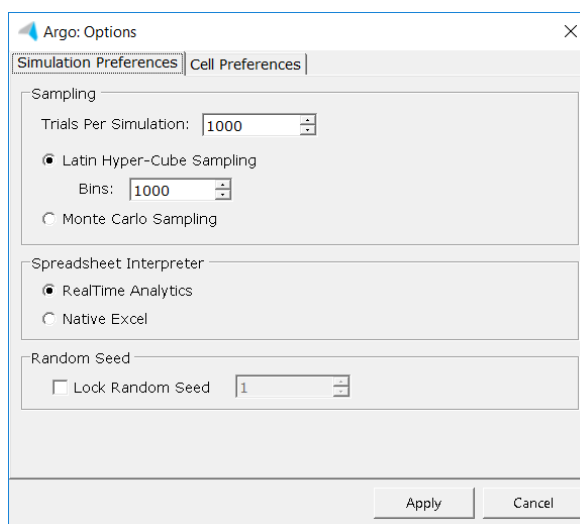 Argo: Options
Simulation Preferences Cell Preferences
Sampling
Trials Per Simulation: 1000
Latin Hyper-Cube Sampling
Bins: 1000
Monte Carlo Sampling
Spreadsheet Interpreter
RealTime Analytics
Native Excel
Random Seed
Lock Random Seed 1
Apply Cancel